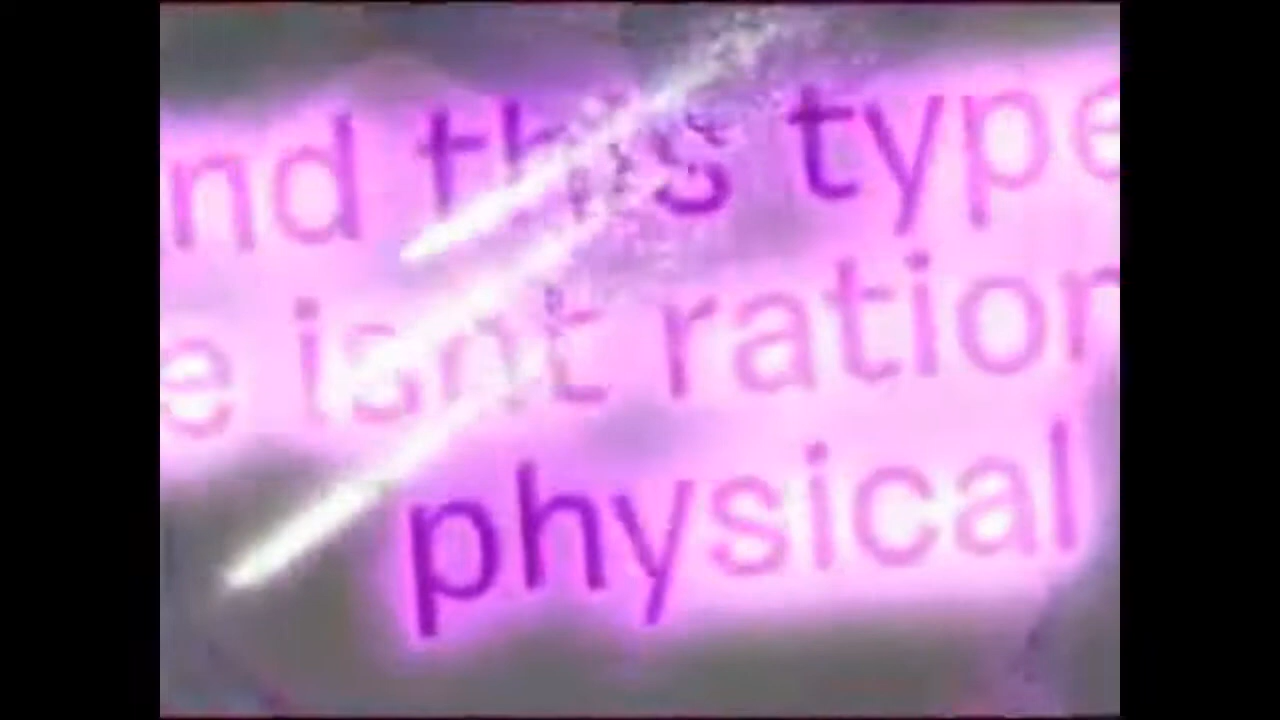 nd this type
e isnt ration
physical